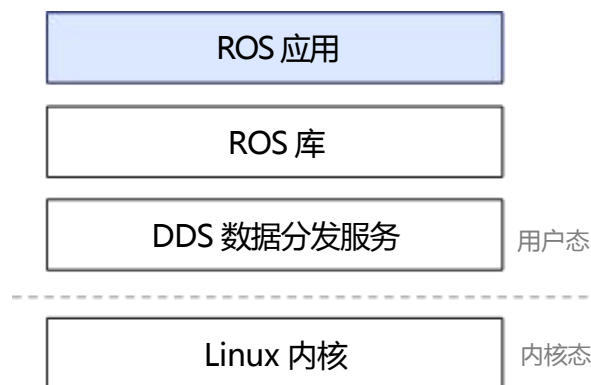 ROS 应用
ROS 库
DDS 数据分发服务
用户态
Linux 内核
内核态